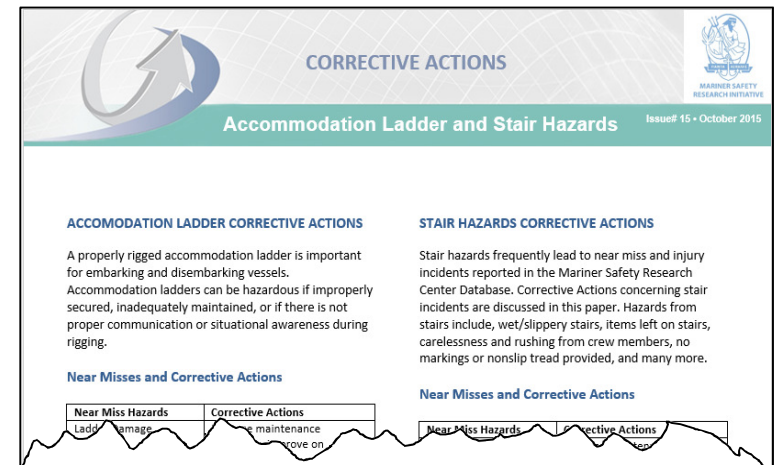 CORRECTIVE ACTIONS
MARINER SAFETY
RESEARCH INITIATIVE
Accommodation Ladder and Stair Hazards
Issue# 15 • October 2015
ACCOMODATION LADDER CORRECTIVE ACTIONS
A properly rigged accommodation ladder is important
for embarking and disembarking vessels.
Accommodation ladders can be hazardous if improperly
secured, inadequately maintained, or if there is not
proper communication or situational awareness during
rigging.
Near Misses and Corrective Actions
Near Miss Hazards Corrective Actions
maintenance
on
STAIR HAZARDS CORRECTIVE ACTIONS
Stair hazards frequently lead to near miss and injury
incidents reported in the Mariner Safety Research
Center Database. Corrective Actions concerning stair
incidents are discussed in this paper. Hazards from
stairs include, wet/slippery stairs, items left on stairs,
carelessness and rushing from crew members, no
markings or nonslip tread provided, and many more.
Near Misses and Corrective Actions
Near Miss Hazards Corrective Actions